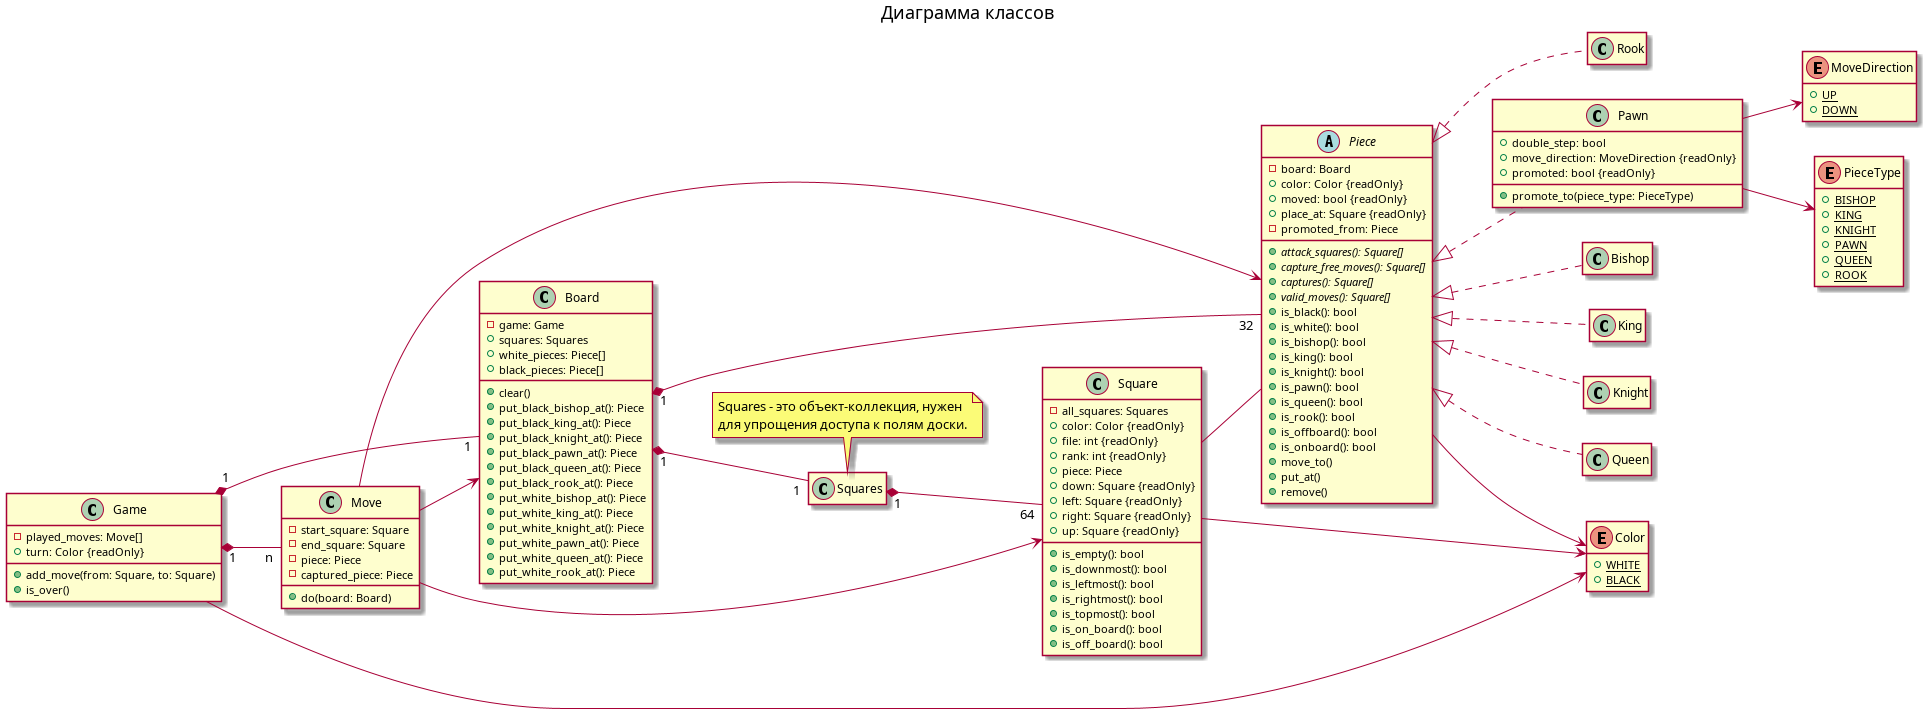 Диаграмма классов
Game
played_moves: Move[]
turn: Color {readOnly}
add_move(from: Square, to: Square)
is_over()
1
1
1
n
Move
start_square: Square
end_square: Square
piece: Piece
captured_piece: Piece
do(board: Board)
Board
game: Game
squares: Squares
white_pieces: Piece[]
black_pieces: Piece[]
clear()
put_black_bishop_at(): Piece
put_black_king_at(): Piece
put_black_knight_at(): Piece
put_black_pawn_at(): Piece
put_black_queen_at(): Piece
put_black_rook_at(): Piece
put_white_bishop_at(): Piece
put_white_king_at(): Piece
put_white_knight_at(): Piece
put_white_pawn_at(): Piece
put_white_queen_at(): Piece
put_white_rook_at(): Piece
1
32
1
1
Squares - это объект-коллекция, нужен
для упрощения доступа к полям доски.
Squares
1
64
Square
all_squares: Squares
color: Color {readOnly}
file: int {readOnly}
rank: int {readOnly}
piece: Piece
down: Square {readOnly}
left: Square {readOnly}
right: Square {readOnly}
up: Square {readOnly}
is_empty(): bool
is_downmost(): bool
is_leftmost(): bool
is_rightmost(): bool
is_topmost(): bool
is_on_board(): bool
is_off_board(): bool
Piece
board: Board
color: Color {readOnly}
moved: bool {readOnly}
place_at: Square {readOnly}
promoted_from: Piece
attack_squares(): Square[]
capture_free_moves(): Square[]
captures(): Square[]
valid_moves(): Square[]
is_black(): bool
is_white(): bool
is_bishop(): bool
is_king(): bool
is_knight(): bool
is_pawn(): bool
is_queen(): bool
is_rook(): bool
is_offboard(): bool
is_onboard(): bool
move_to()
put_at()
remove()
Rook
Pawn
double_step: bool
move_direction: MoveDirection {readOnly}
promoted: bool {readOnly}
promote_to(piece_type: PieceType)
Bishop
King
Knight
Queen
Color
WHITE
BLACK
MoveDirection
UP
DOWN
PieceType
BISHOP
KING
KNIGHT
PAWN
QUEEN
ROOK